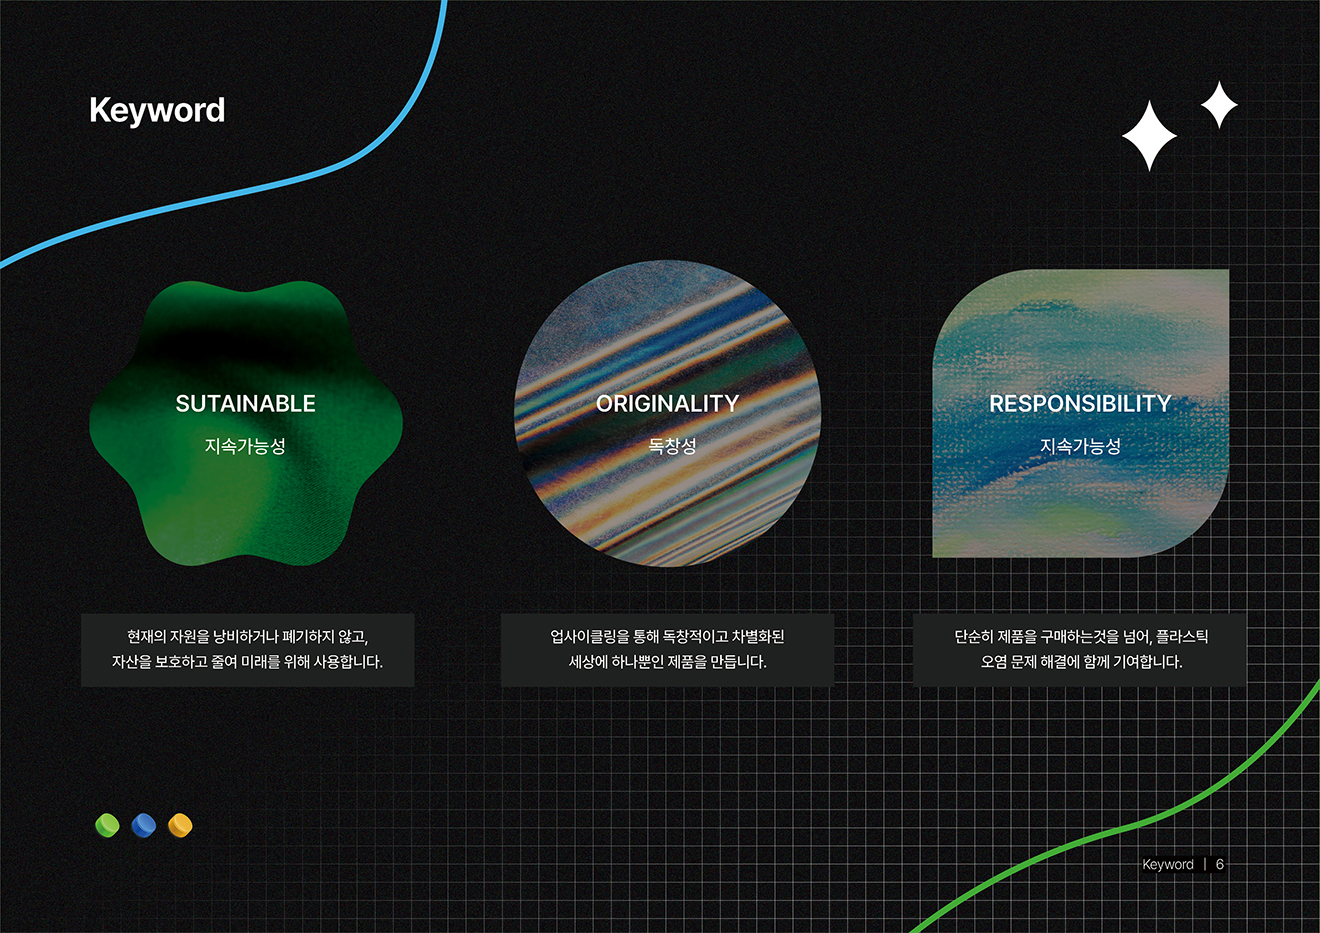 Keyword
SUTAINABLE
지속가능성
ORIGINALITY
독창성
RESPONSIBILITY
지속가능성
현재의 자원을 낭비하거나 폐기하지 않고,
자산을 보호하고 줄여 미래를 위해 사용합니다.
업사이클링을 통해 독창적이고 차별화된
세상에 하나뿐인 제품을 만듭니다.
단순히 제품을 구매하는것을 넘어, 플라스틱
오염 문제 해결에 함께 기여합니다.
Keyword | 6